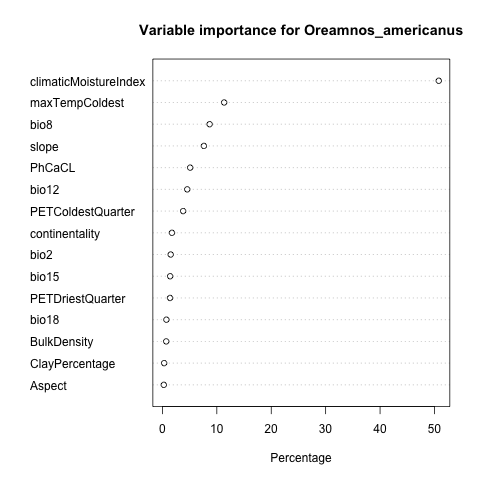 Variable importance for Oreamnos_americanus
climaticMoistureIndex
maxTempColdest
bio8
slope
PhCaCL
bio12
PETColdestQuarter
continentality
bio2
bio15
PETDriestQuarter
bio18
BulkDensity
ClayPercentage
Aspect
0 10 20 30 40 50
Percentage